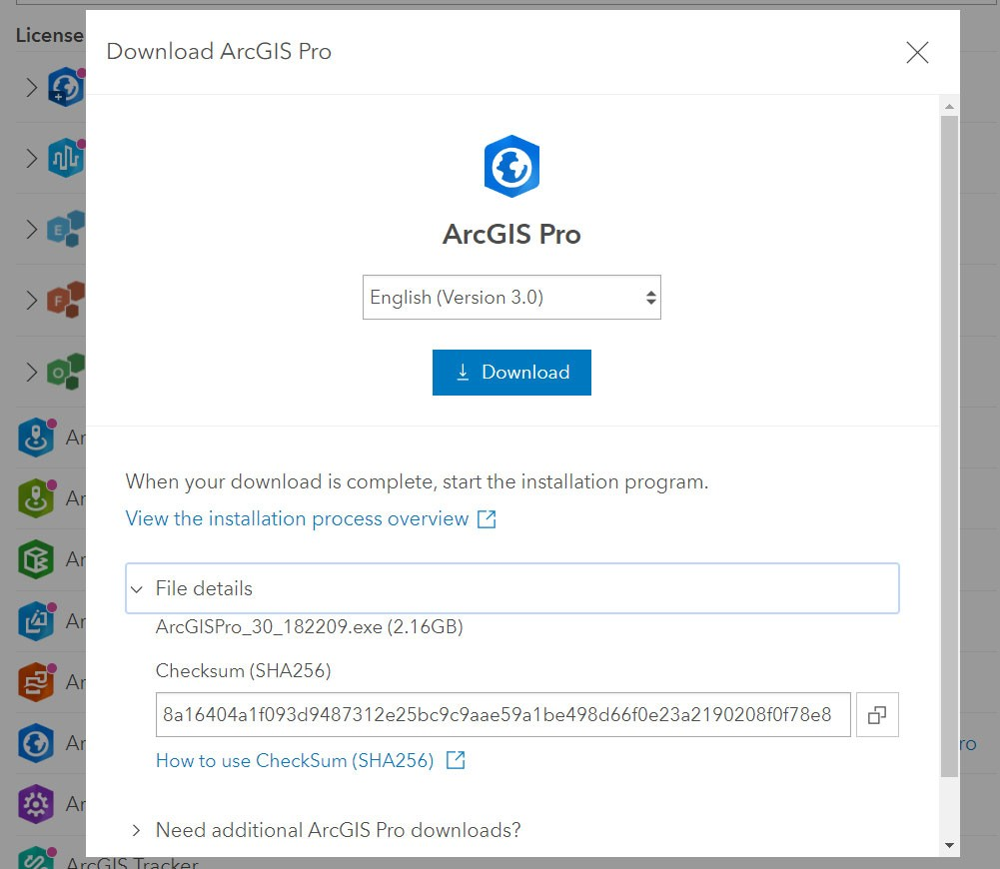 License
Download ArcGIS Pro
ArcGIS Pro
English (Version 3.0)
Download
When your download is complete, start the installation program.
View the installation process overview
File details
ArcGISPro_30_182209.exe (2.16GB)
Checksum (SHA256)
8a16404a1f093d9487312e25bc9c9aae59a1be498d66f0e23a2190208f0f78e8
How to use CheckSum (SHA256)
Need additional ArcGIS Pro downloads?
E
F
O
Ar
Ar
Ar
Ar
Ar
Ar
ro
Ar
ArcGIS Tracker